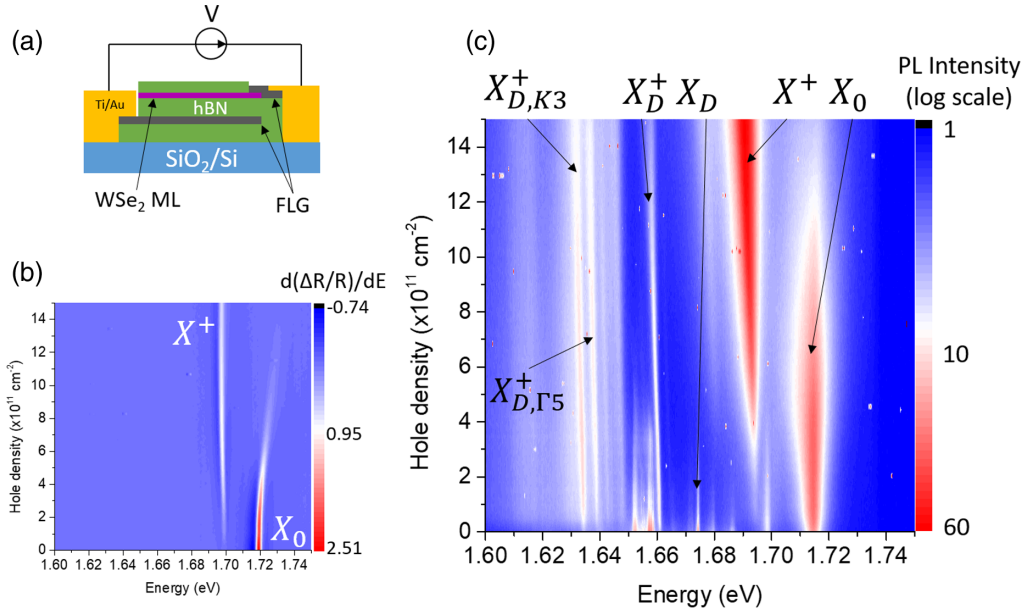 (a)
V
Ti/Au
hBN
SiO₂/Si
WSe₂ ML
FLG
(b)
d(ΔR/R)/dE
Hole density (x10¹¹ cm⁻²)
14
12
10
8
6
4
2
0
X⁺
X₀
-0.74
0.95
2.51
1.60 1.62 1.64 1.66 1.68 1.70 1.72 1.74
Energy (eV)
(c)
X⁺_D,K3 X⁺_D X_D X⁺ X₀
PL Intensity
(log scale)
Hole density (x10¹¹ cm⁻²)
14
12
10
8
6
4
2
0
X⁺_D,Γ5
1
10
60
1.60 1.62 1.64 1.66 1.68 1.70 1.72 1.74
Energy (eV)